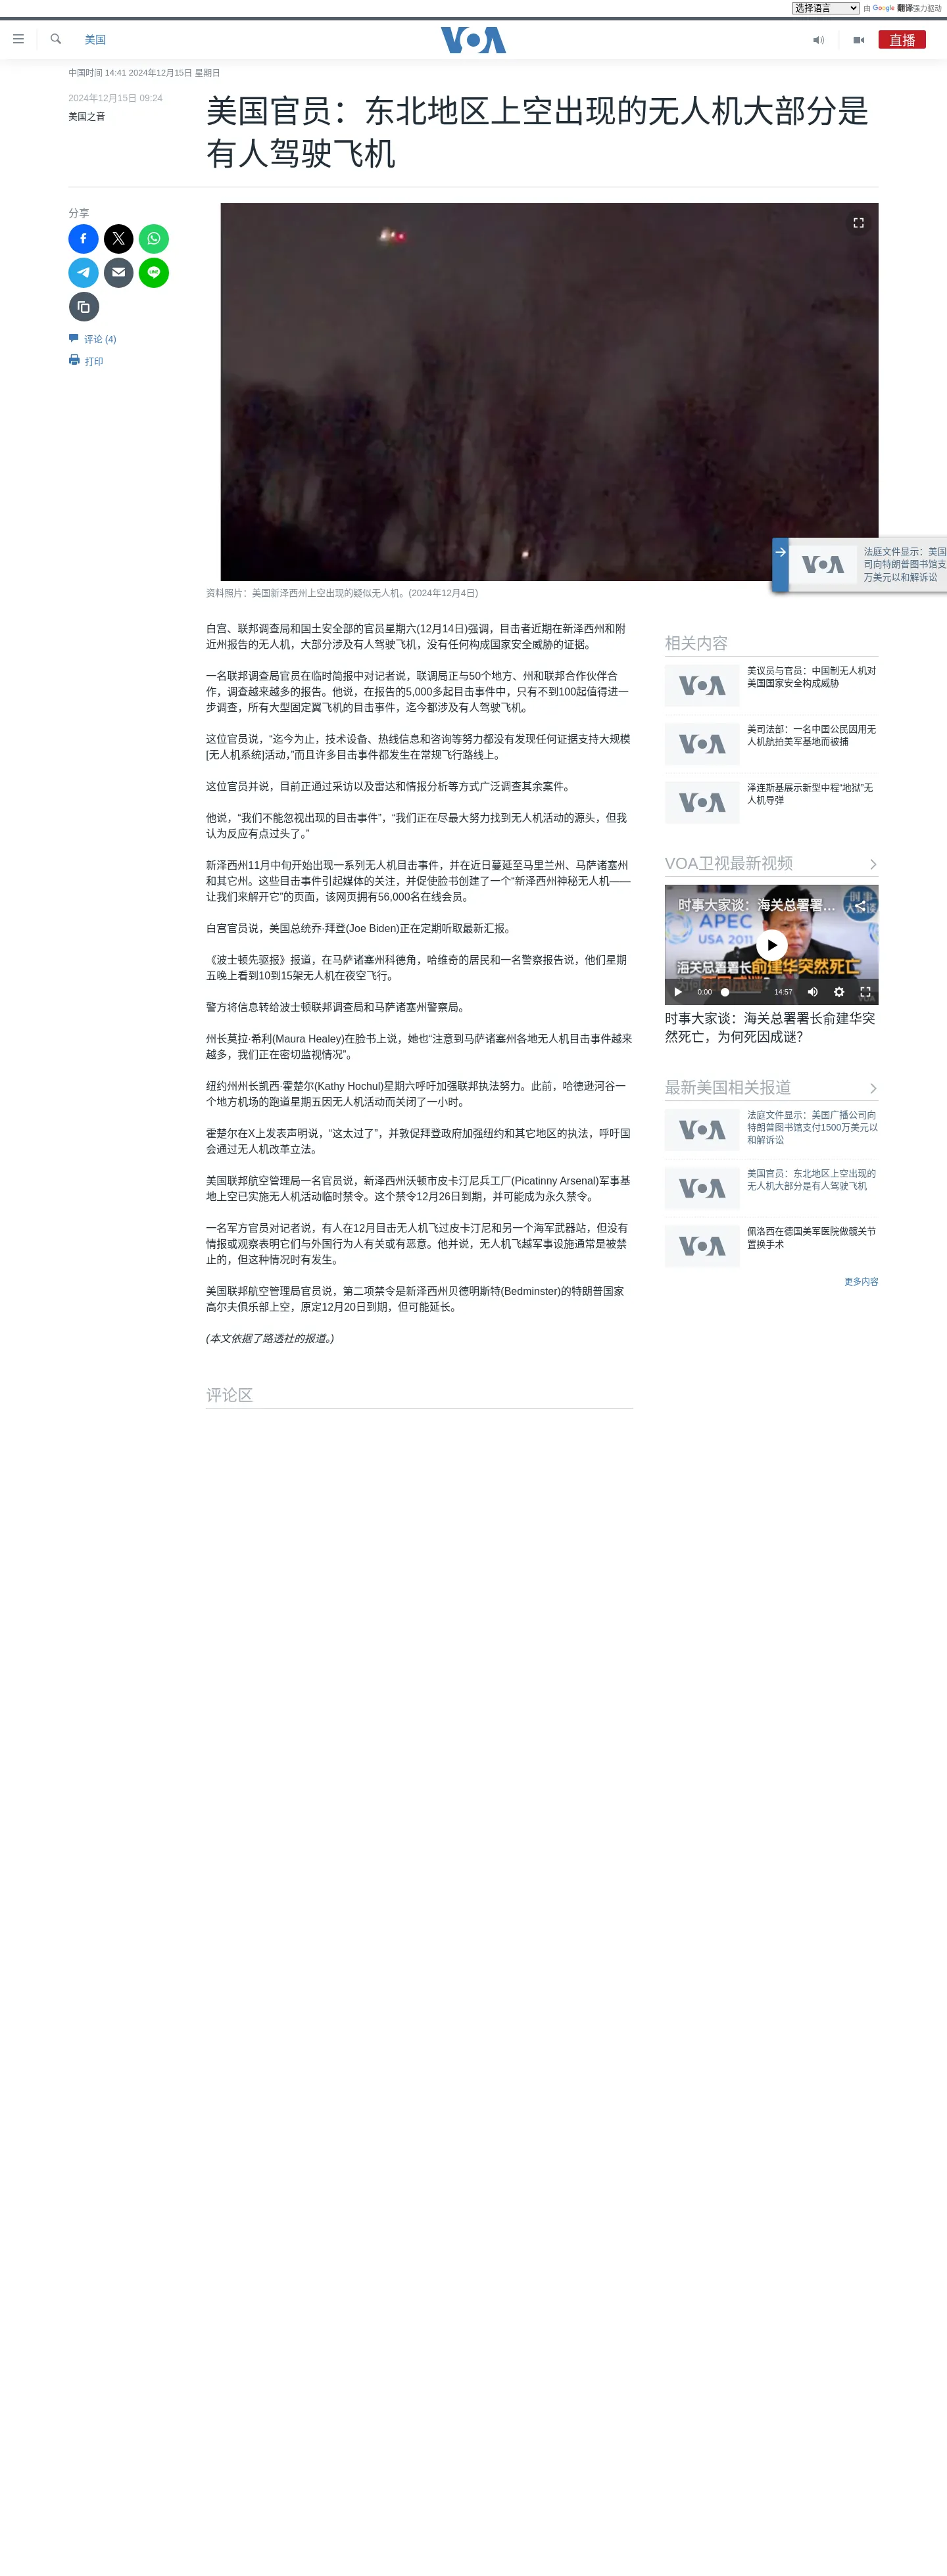 选择语言 由 Google 翻译强力驱动
美国
VOA
直播
中国时间 14:41 2024年12月15日 星期日
2024年12月15日 09:24
美国之音
美国官员：东北地区上空出现的无人机大部分是
有人驾驶飞机
分享
评论 (4)
打印
法庭文件显示：美国
司向特朗普图书馆支
万美元以和解诉讼
VOA
资料照片：美国新泽西州上空出现的疑似无人机。(2024年12月4日)
白宫、联邦调查局和国土安全部的官员星期六(12月14日)强调，目击者近期在新泽西州和附
近州报告的无人机，大部分涉及有人驾驶飞机，没有任何构成国家安全威胁的证据。
一名联邦调查局官员在临时简报中对记者说，联调局正与50个地方、州和联邦合作伙伴合
作，调查越来越多的报告。他说，在报告的5,000多起目击事件中，只有不到100起值得进一
步调查，所有大型固定翼飞机的目击事件，迄今都涉及有人驾驶飞机。
这位官员说，“迄今为止，技术设备、热线信息和咨询等努力都没有发现任何证据支持大规模
[无人机系统]活动，”而且许多目击事件都发生在常规飞行路线上。
这位官员并说，目前正通过采访以及雷达和情报分析等方式广泛调查其余案件。
他说，“我们不能忽视出现的目击事件”，“我们正在尽最大努力找到无人机活动的源头，但我
认为反应有点过头了。”
新泽西州11月中旬开始出现一系列无人机目击事件，并在近日蔓延至马里兰州、马萨诸塞州
和其它州。这些目击事件引起媒体的关注，并促使脸书创建了一个“新泽西州神秘无人机——
让我们来解开它”的页面，该网页拥有56,000名在线会员。
白宫官员说，美国总统乔·拜登(Joe Biden)正在定期听取最新汇报。
《波士顿先驱报》报道，在马萨诸塞州科德角，哈维奇的居民和一名警察报告说，他们星期
五晚上看到10到15架无人机在夜空飞行。
警方将信息转给波士顿联邦调查局和马萨诸塞州警察局。
州长莫拉·希利(Maura Healey)在脸书上说，她也“注意到马萨诸塞州各地无人机目击事件越来
越多，我们正在密切监视情况”。
纽约州州长凯西·霍楚尔(Kathy Hochul)星期六呼吁加强联邦执法努力。此前，哈德逊河谷一
个地方机场的跑道星期五因无人机活动而关闭了一小时。
霍楚尔在X上发表声明说，“这太过了”，并敦促拜登政府加强纽约和其它地区的执法，呼吁国
会通过无人机改革立法。
美国联邦航空管理局一名官员说，新泽西州沃顿市皮卡汀尼兵工厂(Picatinny Arsenal)军事基
地上空已实施无人机活动临时禁令。这个禁令12月26日到期，并可能成为永久禁令。
一名军方官员对记者说，有人在12月目击无人机飞过皮卡汀尼和另一个海军武器站，但没有
情报或观察表明它们与外国行为人有关或有恶意。他并说，无人机飞越军事设施通常是被禁
止的，但这种情况时有发生。
美国联邦航空管理局官员说，第二项禁令是新泽西州贝德明斯特(Bedminster)的特朗普国家
高尔夫俱乐部上空，原定12月20日到期，但可能延长。
(本文依据了路透社的报道。)
评论区
相关内容
VOA
美议员与官员：中国制无人机对
美国国家安全构成威胁
VOA
美司法部：一名中国公民因用无
人机航拍美军基地而被捕
VOA
泽连斯基展示新型中程“地狱”无
人机导弹
VOA卫视最新视频
时事大家谈：海关总署署...
时事
大家谈
APEC
USA 2011
海关总署署长俞建华突然死亡
为何死因成谜?
0:00
14:57
时事大家谈：海关总署署长俞建华突
然死亡，为何死因成谜？
最新美国相关报道
VOA
法庭文件显示：美国广播公司向
特朗普图书馆支付1500万美元以
和解诉讼
VOA
美国官员：东北地区上空出现的
无人机大部分是有人驾驶飞机
VOA
佩洛西在德国美军医院做髋关节
置换手术
更多内容